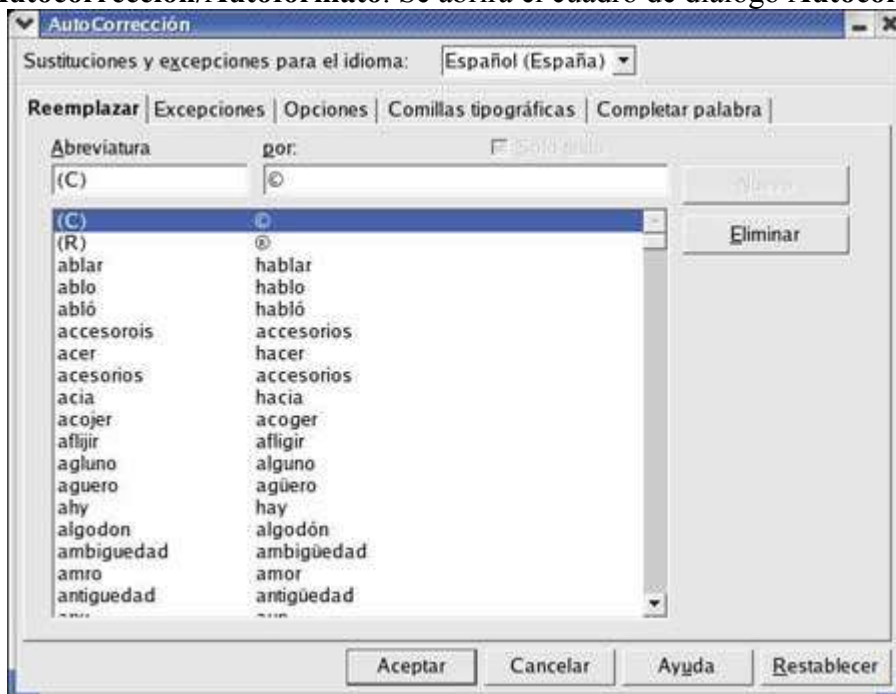 utocorrección/Autoformato. Se abrirá el cuadro de diálogo Autocor
AutoCorrección
Sustituciones y excepciones para el idioma: Español (España)
Reemplazar Excepciones Opciones Comillas tipográficas Completar palabra
Abreviatura por: Sólo texto
(C) ©
Nuevo
(C) ©
Eliminar
(R) ®
ablar hablar
ablo hablo
abló habló
accesorois accesorios
acer hacer
acesorios accesorios
acia hacia
acojer acoger
aflijir afligir
agluno alguno
aguero agüero
ahy hay
algodon algodón
ambiguedad ambigüedad
amro amor
antiguedad antigüedad
Aceptar Cancelar Ayuda Restablecer